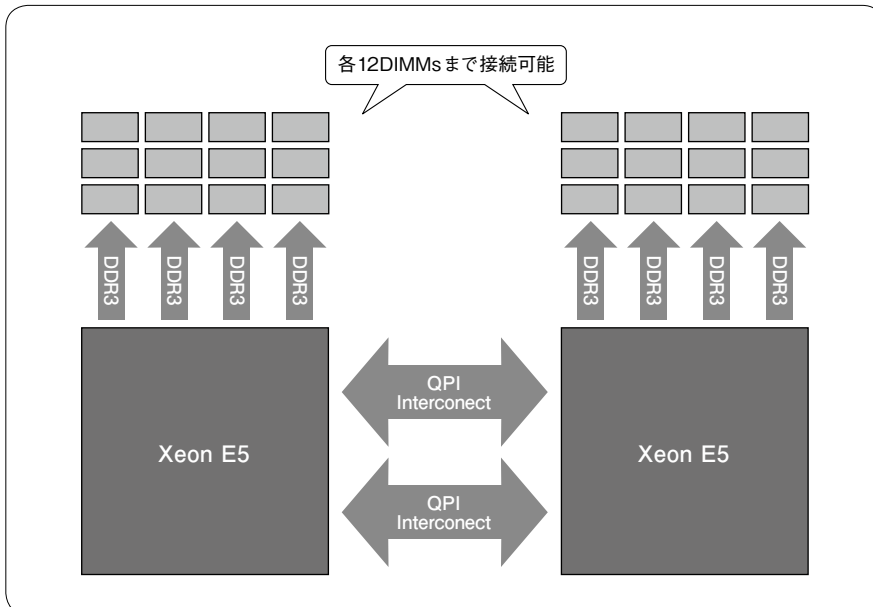 各12DIMMsまで接続可能
DDR3
DDR3
DDR3
DDR3
DDR3
DDR3
DDR3
DDR3
Xeon E5
QPI
Interconect
QPI
Interconect
Xeon E5